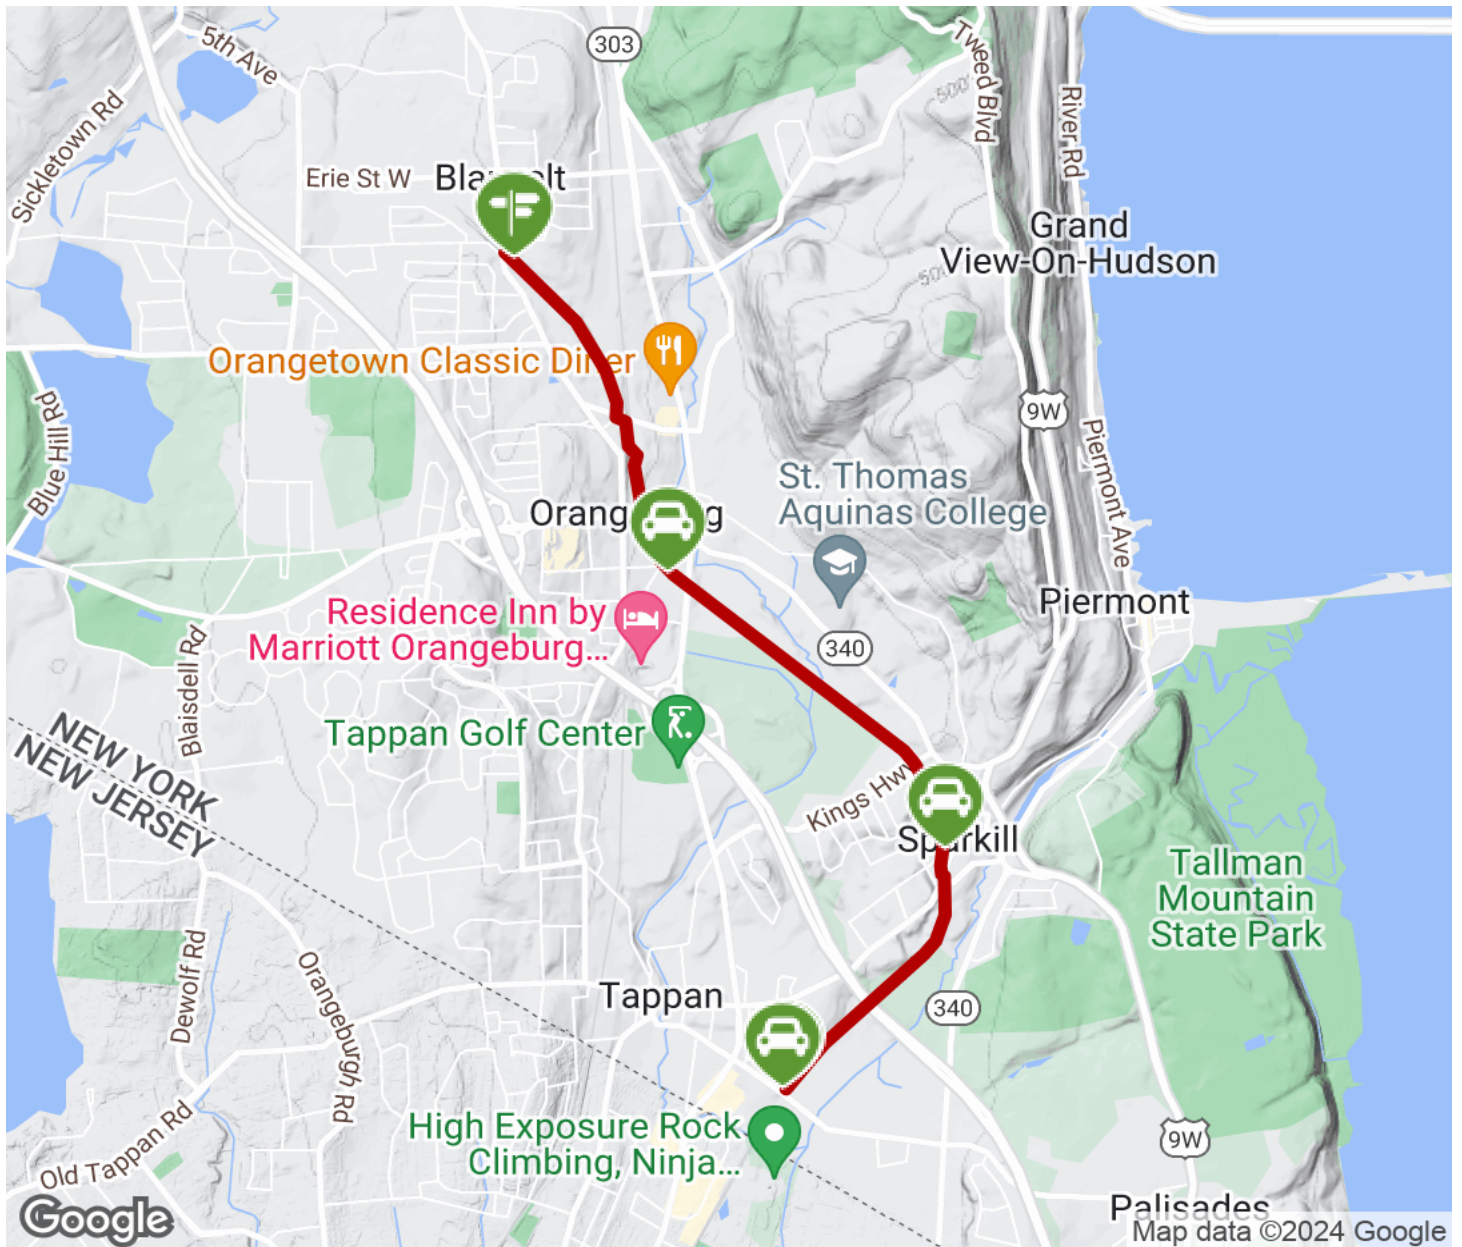 5th Ave
303
Tweed Blvd
500
River Rd
Sickletown Rd
Erie St W
Grand
View-On-Hudson
Orangetown Classic
9W
Blue Hill Rd
Piermont Ave
St. Thomas
Aquinas College
Piermont
Residence Inn by
Marriott Orangeburg...
340
Blaisdell Rd
Tappan Golf Center
NEW YORK
NEW JERSEY
Kings Hwy
Tallman
Mountain
State Park
Dewolf Rd
Orangeburgh Rd
Tappan
340
High Exposure Rock
Climbing, Ninja...
Old Tappan Rd
9W
Palisades
Google
Map data ©2024 Google